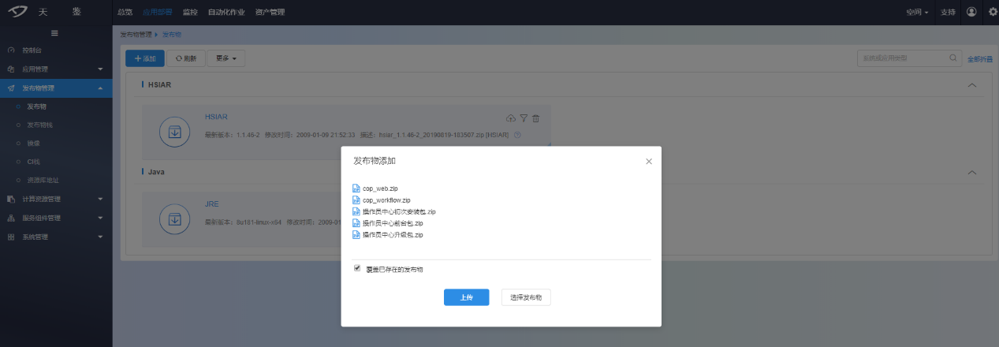 天 鉴 总览 应用部署 监控 自动化作业 资产管理 空间 支持
发布物管理 发布物
控制台
应用管理
发布物管理
发布物
发布物栈
镜像
CI栈
资源库地址
计算资源管理
服务组件管理
系统管理
添加 刷新 更多 系统或应用类型 全部折叠
HSIAR
HSIAR
最新版本：1.1.46-2 修改时间：2009-01-09 21:52:33 描述：hsiar_1.1.46-2_20190819-183507.zip [HSIAR]
Java
JRE
最新版本：8u181-linux-x64 修改时间：2009-01
发布物添加
cop_web.zip
cop_workflow.zip
操作员中心初次安装包.zip
操作员中心前台包.zip
操作员中心升级包.zip
覆盖已存在的发布物
上传 选择发布物